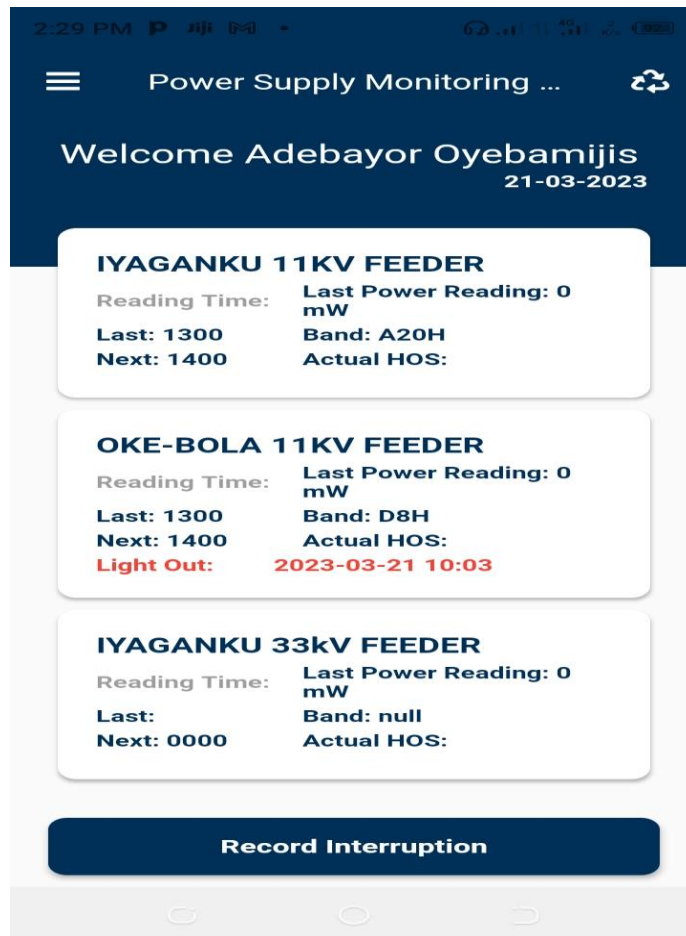 2:29 PM P Jiji M •
Power Supply Monitoring ...
Welcome Adebayor Oyebamijis
21-03-2023
IYAGANKU 11KV FEEDER
Reading Time: Last Power Reading: 0
mW
Last: 1300 Band: A20H
Next: 1400 Actual HOS:
OKE-BOLA 11KV FEEDER
Reading Time: Last Power Reading: 0
mW
Last: 1300 Band: D8H
Next: 1400 Actual HOS:
Light Out: 2023-03-21 10:03
IYAGANKU 33kV FEEDER
Reading Time: Last Power Reading: 0
mW
Last: Band: null
Next: 0000 Actual HOS:
Record Interruption